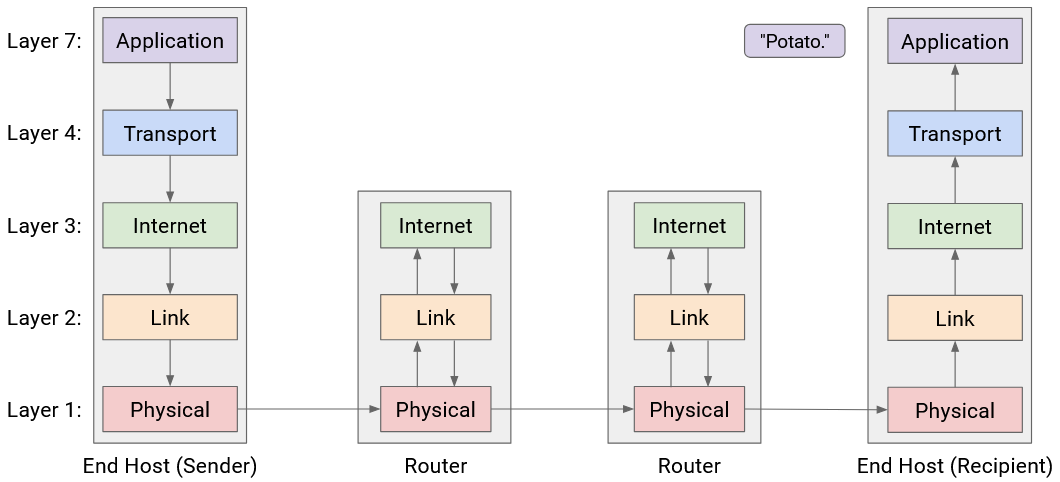 Layer 7:
Application
"Potato."
Application
Layer 4:
Transport
Transport
Layer 3:
Internet
Internet
Internet
Internet
Layer 2:
Link
Link
Link
Link
Layer 1:
Physical
Physical
Physical
Physical
End Host (Sender)
Router
Router
End Host (Recipient)